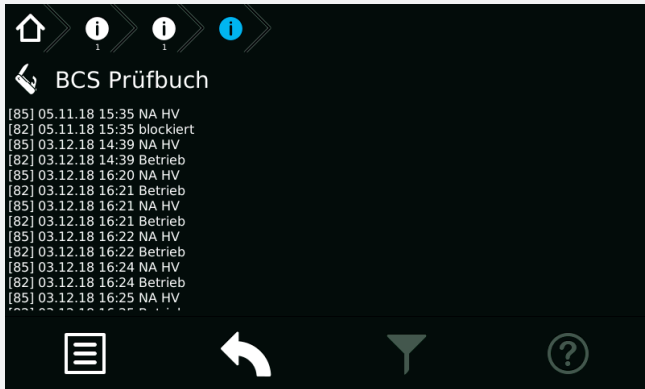 i
1
i
1
i
BCS Prüfbuch
[85] 05.11.18 15:35 NA HV
[82] 05.11.18 15:35 blockiert
[85] 03.12.18 14:39 NA HV
[82] 03.12.18 14:39 Betrieb
[85] 03.12.18 16:20 NA HV
[82] 03.12.18 16:21 Betrieb
[85] 03.12.18 16:21 NA HV
[82] 03.12.18 16:21 Betrieb
[85] 03.12.18 16:22 NA HV
[82] 03.12.18 16:22 Betrieb
[85] 03.12.18 16:24 NA HV
[82] 03.12.18 16:24 Betrieb
[85] 03.12.18 16:25 NA HV
?